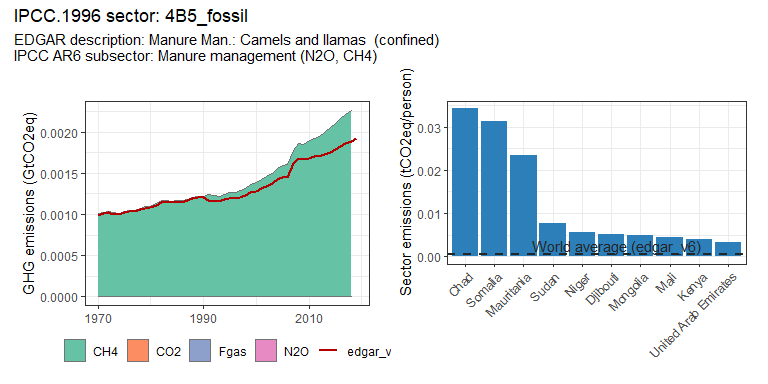 IPCC.1996 sector: 4B5_fossil
EDGAR description: Manure Man.: Camels and llamas  (confined)
IPCC AR6 subsector: Manure management (N2O, CH4)
GHG emissions (GtCO2eq)
0.0020
0.0015
0.0010
0.0005
0.0000
1970
1990
2010
CH4
CO2
Fgas
N2O
edgar_v
Sector emissions (tCO2eq/person)
0.03
0.02
0.01
0.00
World average (edgar_v6)
Chad
Somalia
Mauritania
Sudan
Niger
Djibouti
Mongolia
Mali
Kenya
United Arab Emirates